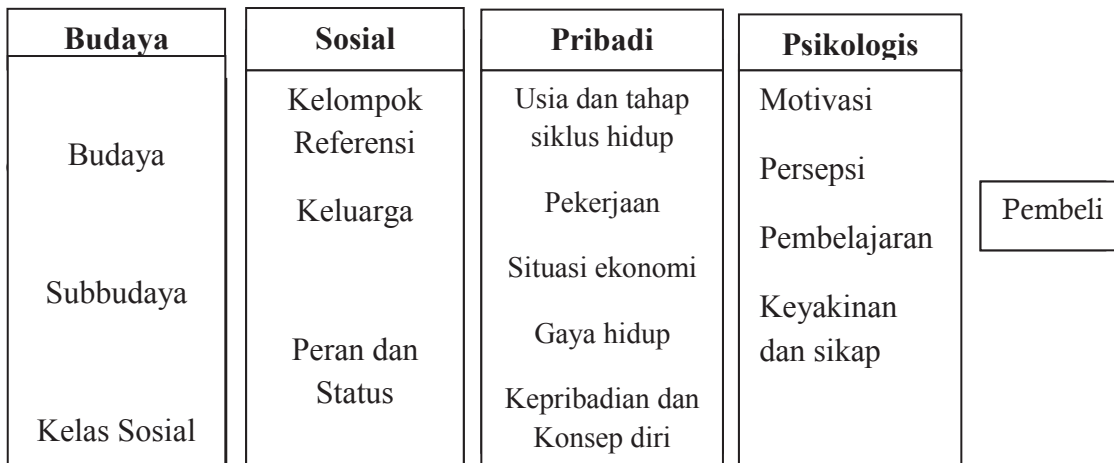 Budaya
Budaya
Subbudaya
Kelas Sosial
Sosial
Kelompok
Referensi
Keluarga
Peran dan
Status
Pribadi
Usia dan tahap
siklus hidup
Pekerjaan
Situasi ekonomi
Gaya hidup
Kepribadian dan
Konsep diri
Psikologis
Motivasi
Persepsi
Pembelajaran
Keyakinan
dan sikap
Pembeli